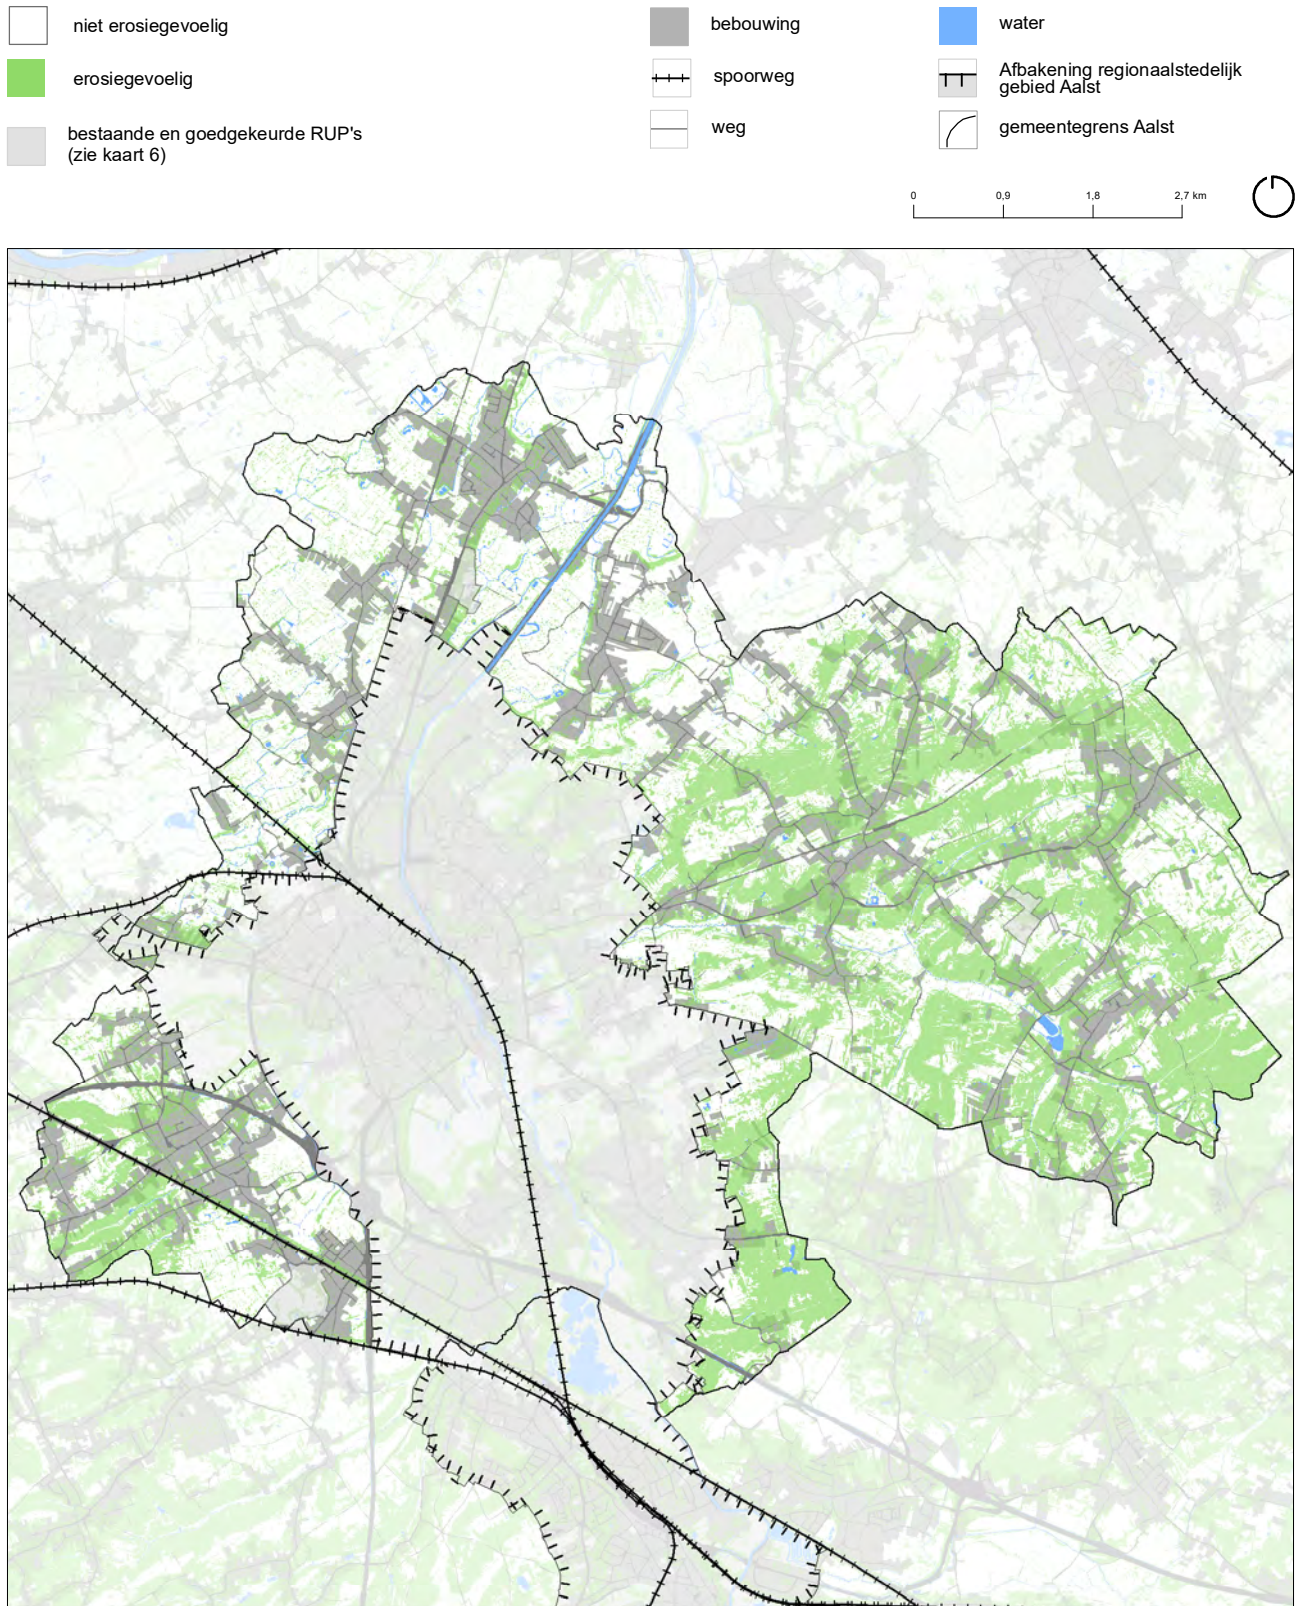 niet erosiegevoelig
erosiegevoelig
bestaande en goedgekeurde RUP's
(zie kaart 6)
bebouwing
spoorweg
weg
water
Afbakening regionaalstedelijk
gebied Aalst
gemeentegrens Aalst
0 0,9 1,8 2,7 km